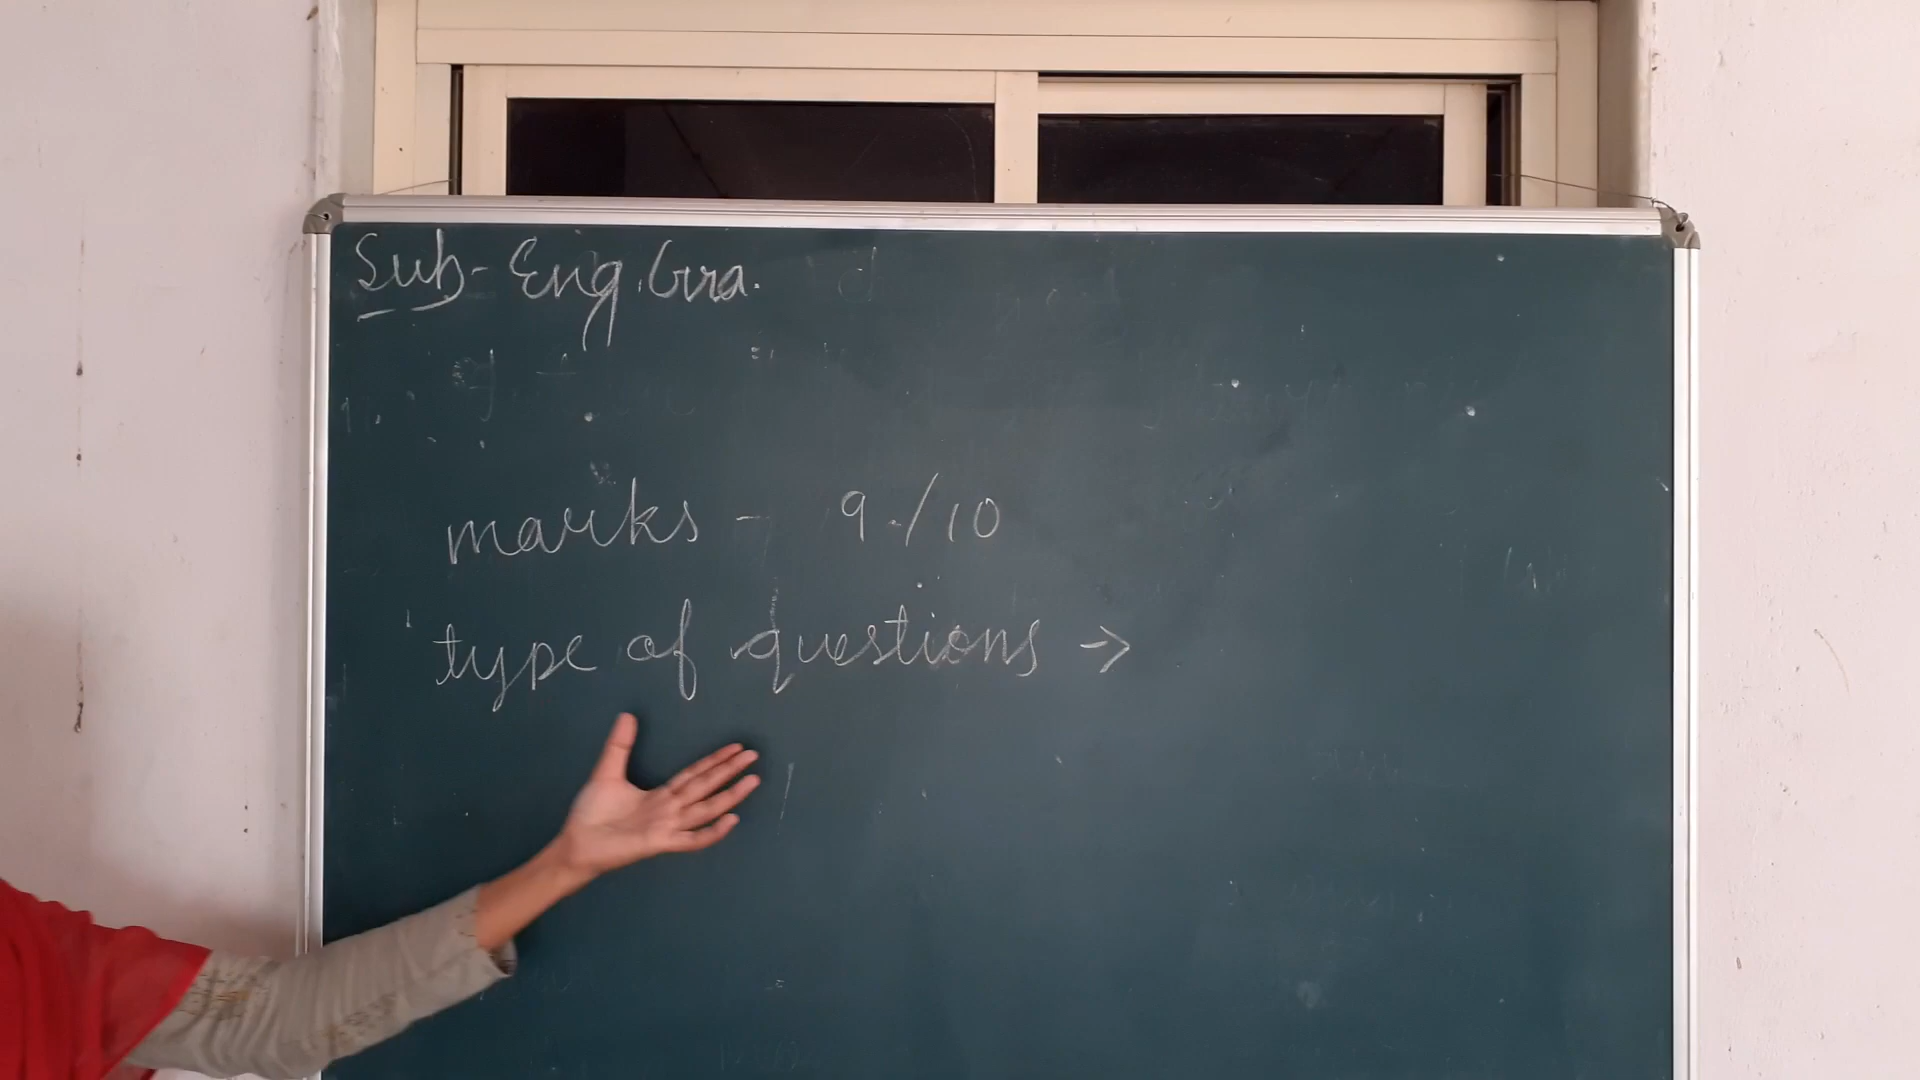 Sub- Eng. Gra.
marks - 9./10
type of questions →